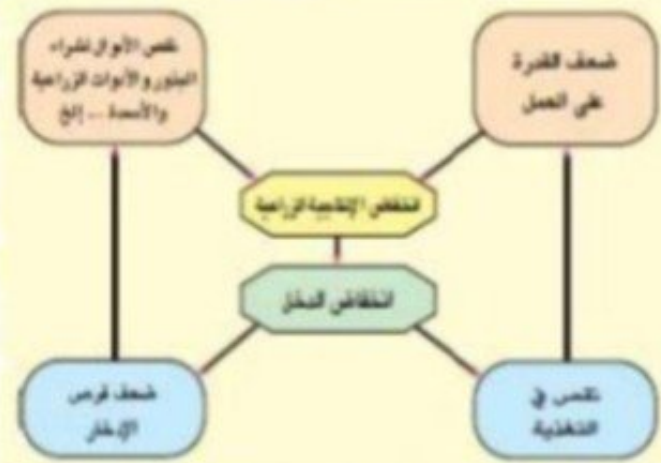 ضعف القدرة
على العمل
نقص الأموال لشراء
البذور والأدوات الزراعية
والأسمدة ... إلخ
انخفاض الإنتاجية الزراعية
انخفاض الدخل
نقص في
التغذية
ضعف فرص
الإدخار